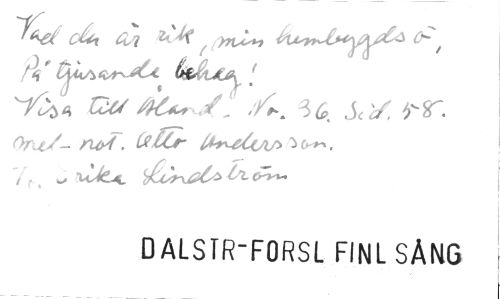 Vad du är rik, min hembygds ö,
På tjusande behag!
Visa till Åland. No. 36. Sid. 58.
mel-not. Otto Andersson.
T. Erika Lindström
DALSTR-FORSL FINL SÅNG